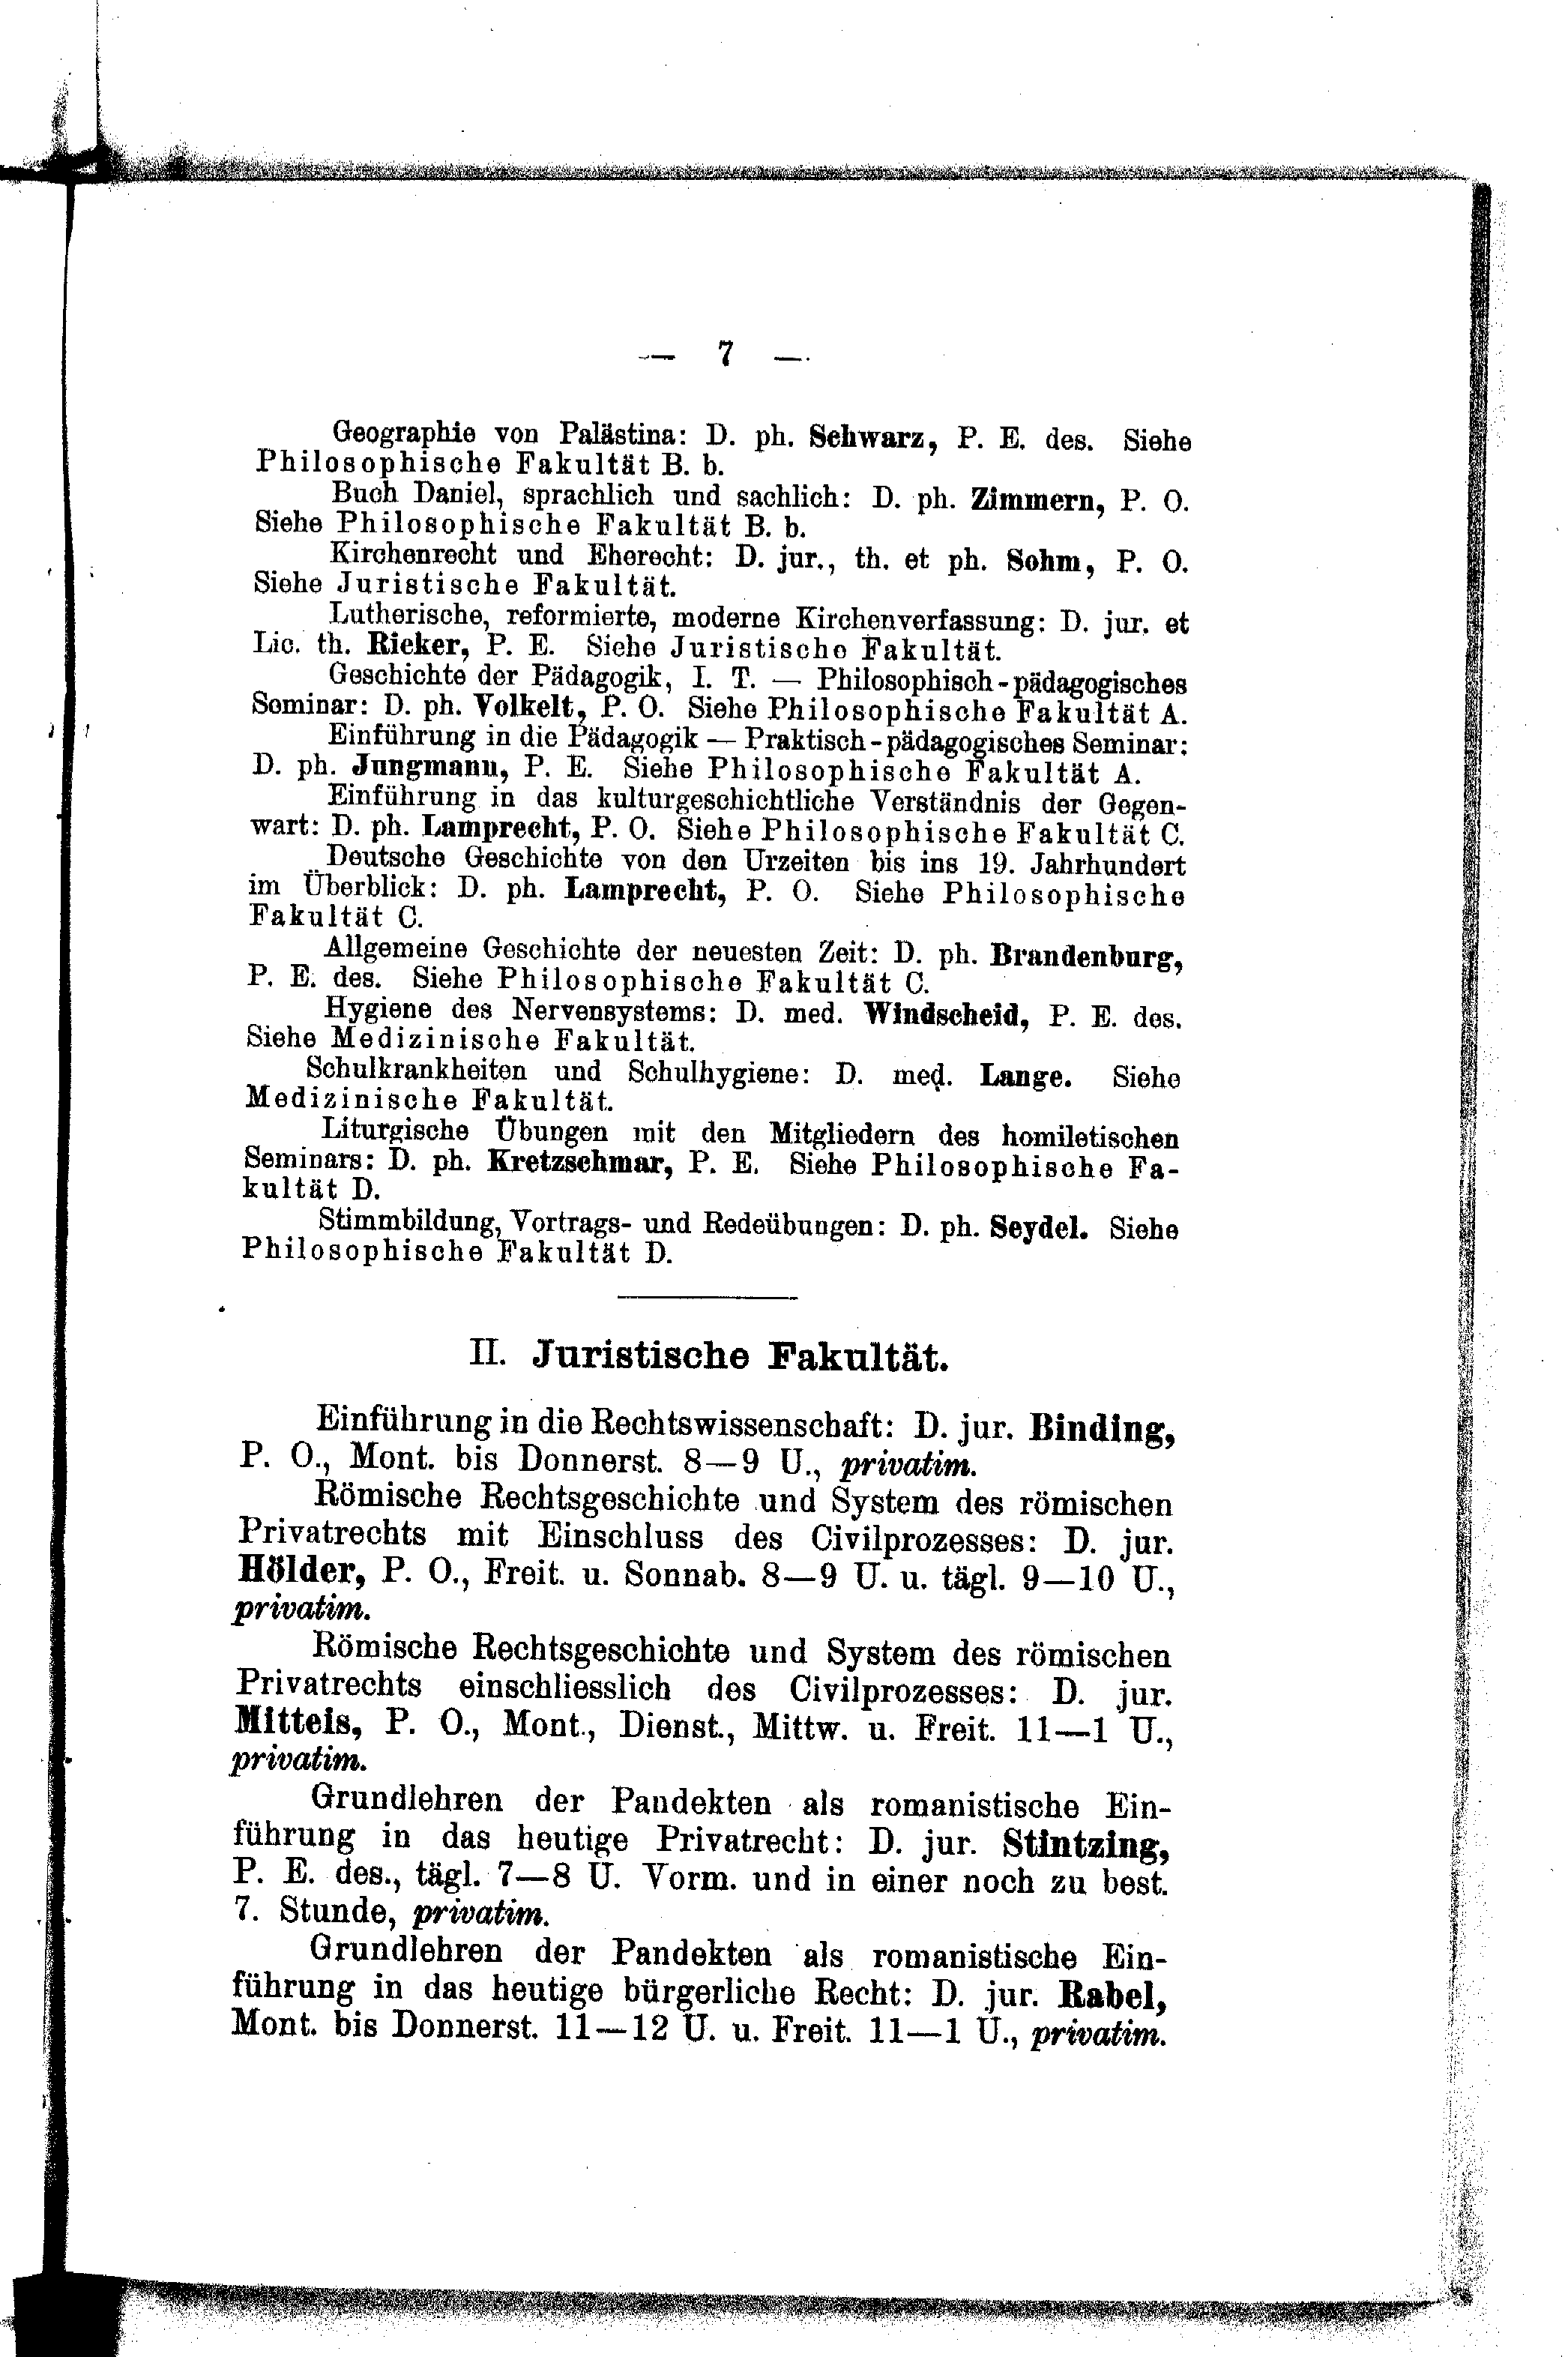 — 7 —
Geographie von Palästina: D. ph. Schwarz, P. E. des. Siehe
Philosophische Fakultät B. b.
Buch Daniel, sprachlich und sachlich: D. ph. Zimmern, P. O.
Siehe Philosophische Fakultät B. b.
Kirchenrecht und Eherecht: D. jur., th. et ph. Sohm, P. O.
Siehe Juristische Fakultät.
Lutherische, reformierte, moderne Kirchenverfassung: D. jur. et
Lic. th. Rieker, P. E. Siehe Juristische Fakultät.
Geschichte der Pädagogik, I. T. — Philosophisch-pädagogisches
Seminar: D. ph. Volkelt, P. O. Siehe Philosophische Fakultät A.
Einführung in die Pädagogik — Praktisch-pädagogisches Seminar:
D. ph. Jungmann, P. E. Siehe Philosophische Fakultät A.
Einführung in das kulturgeschichtliche Verständnis der Gegen-
wart: D. ph. Lamprecht, P. O. Siehe Philosophische Fakultät C.
Deutsche Geschichte von den Urzeiten bis ins 19. Jahrhundert
im Überblick: D. ph. Lamprecht, P. O. Siehe Philosophische
Fakultät C.
Allgemeine Geschichte der neuesten Zeit: D. ph. Brandenburg,
P. E. des. Siehe Philosophische Fakultät C.
Hygiene des Nervensystems: D. med. Windscheid, P. E. des.
Siehe Medizinische Fakultät.
Schulkrankheiten und Schulhygiene: D. med. Lange. Siehe
Medizinische Fakultät.
Liturgische Übungen mit den Mitgliedern des homiletischen
Seminars: D. ph. Kretzschmar, P. E. Siehe Philosophische Fa-
kultät D.
Stimmbildung, Vortrags- und Redeübungen: D. ph. Seydel. Siehe
Philosophische Fakultät D.
II. Juristische Fakultät.
Einführung in die Rechtswissenschaft: D. jur. Binding,
P. O., Mont. bis Donnerst. 8—9 U., privatim.
Römische Rechtsgeschichte und System des römischen
Privatrechts mit Einschluss des Civilprozesses: D. jur.
Hölder, P. O., Freit. u. Sonnab. 8—9 U. u. tägl. 9—10 U.,
privatim.
Römische Rechtsgeschichte und System des römischen
Privatrechts einschliesslich des Civilprozesses: D. jur.
Mitteis, P. O., Mont., Dienst., Mittw. u. Freit. 11—1 U.,
privatim.
Grundlehren der Pandekten als romanistische Ein-
führung in das heutige Privatrecht: D. jur. Stintzing,
P. E. des., tägl. 7—8 U. Vorm. und in einer noch zu best.
7. Stunde, privatim.
Grundlehren der Pandekten als romanistische Ein-
führung in das heutige bürgerliche Recht: D. jur. Rabel,
Mont. bis Donnerst. 11—12 U. u. Freit. 11—1 U., privatim.